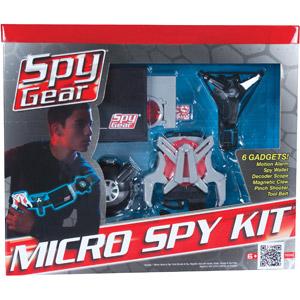 Spy
Gear
Spy
Gear
6 GADGETS!
Motion Alarm
Spy Wallet
Decoder Scope
Magnetic Claw
Pinch Shooter
Tool Belt
MICRO SPY KIT
6+